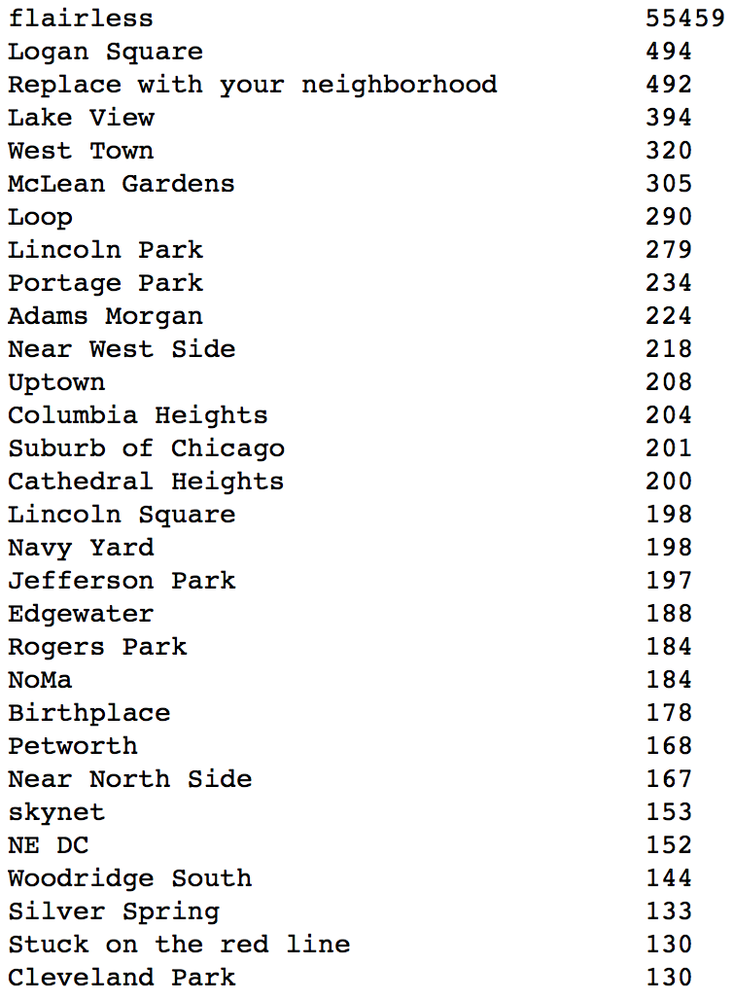 flairless 55459
Logan Square 494
Replace with your neighborhood 492
Lake View 394
West Town 320
McLean Gardens 305
Loop 290
Lincoln Park 279
Portage Park 234
Adams Morgan 224
Near West Side 218
Uptown 208
Columbia Heights 204
Suburb of Chicago 201
Cathedral Heights 200
Lincoln Square 198
Navy Yard 198
Jefferson Park 197
Edgewater 188
Rogers Park 184
NoMa 184
Birthplace 178
Petworth 168
Near North Side 167
skynet 153
NE DC 152
Woodridge South 144
Silver Spring 133
Stuck on the red line 130
Cleveland Park 130